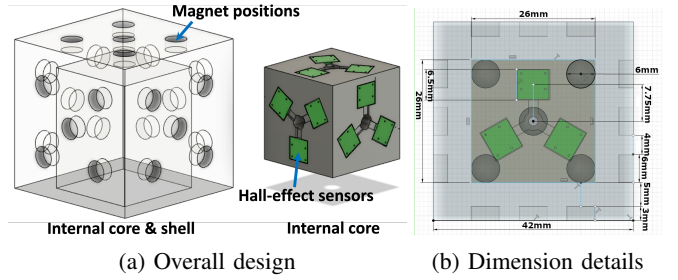 Magnet positions
Hall-effect sensors
Internal core & shell
Internal core
26mm
6mm
6.5mm
26mm
7.75mm
4mm
6mm
5mm
3mm
42mm
(a) Overall design
(b) Dimension details